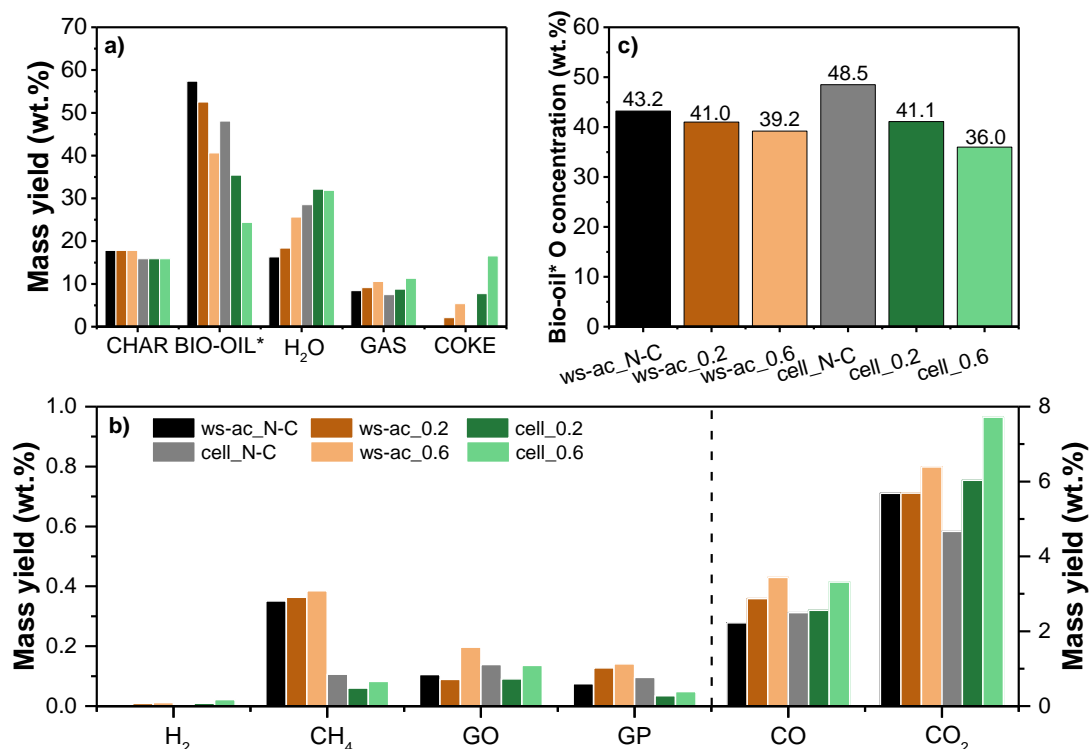 a)
Mass yield (wt.%)
70
60
50
40
30
20
10
0
CHAR BIO-OIL* H₂O GAS COKE
c)
Bio-oil* O concentration (wt.%)
60
50
40
30
20
10
0
43.2 41.0 39.2 48.5 41.1 36.0
ws-ac_N-C ws-ac_0.2 ws-ac_0.6 cell_N-C cell_0.2 cell_0.6
b)
Mass yield (wt.%)
1.0
0.8
0.6
0.4
0.2
0.0
ws-ac_N-C ws-ac_0.2 cell_0.2
cell_N-C ws-ac_0.6 cell_0.6
H₂ CH₄ GO GP CO CO₂
8
6
4
2
0
Mass yield (wt.%)